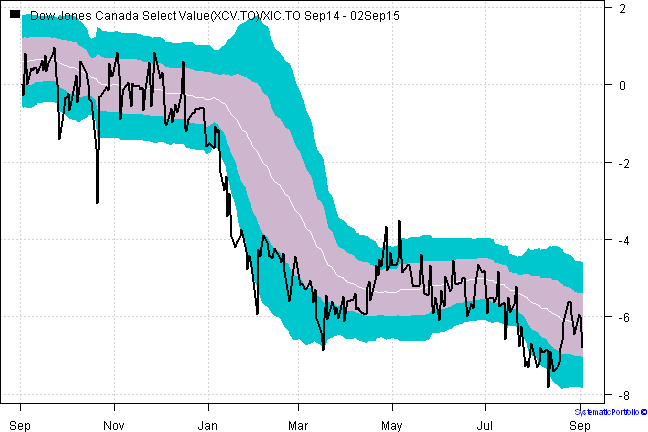 Dow Jones Canada Select Value(XCV.TO)/XIC.TO Sep14 - 02Sep15
2
0
-2
-4
-6
-8
Sep Nov Jan Mar May Jul Sep
SystematicPortfolio ©